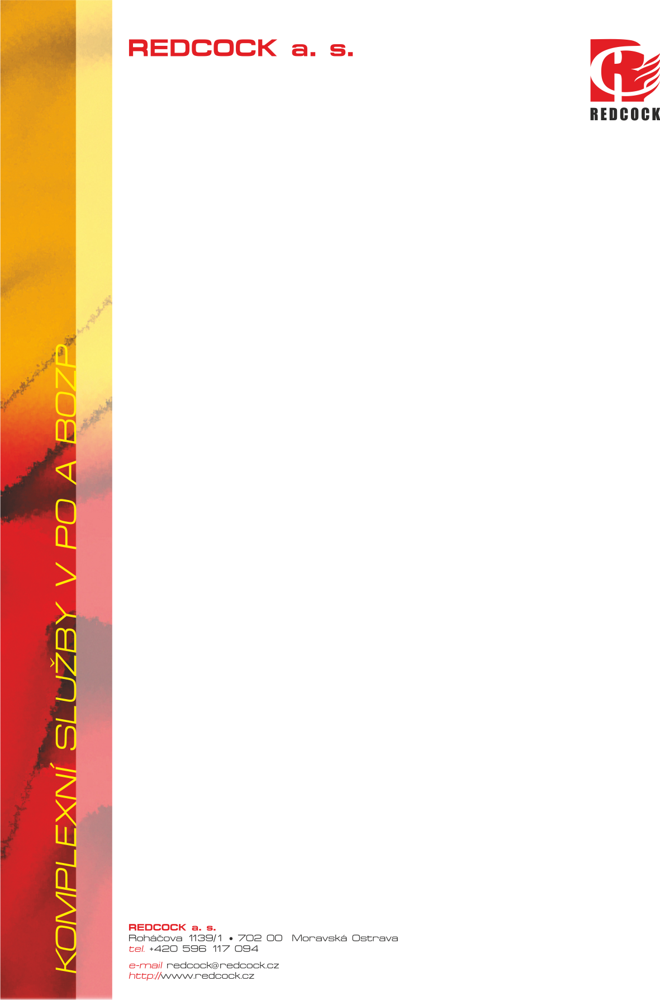 REDCOCK a. s.
REDCOCK
KOMPLEXNÍ SLUŽBY V PO A BOZP
REDCOCK a. s.
Roháčova 1139/1 • 702 00 Moravská Ostrava
tel. +420 596 117 094
e-mail redcock@redcock.cz
http://www.redcock.cz